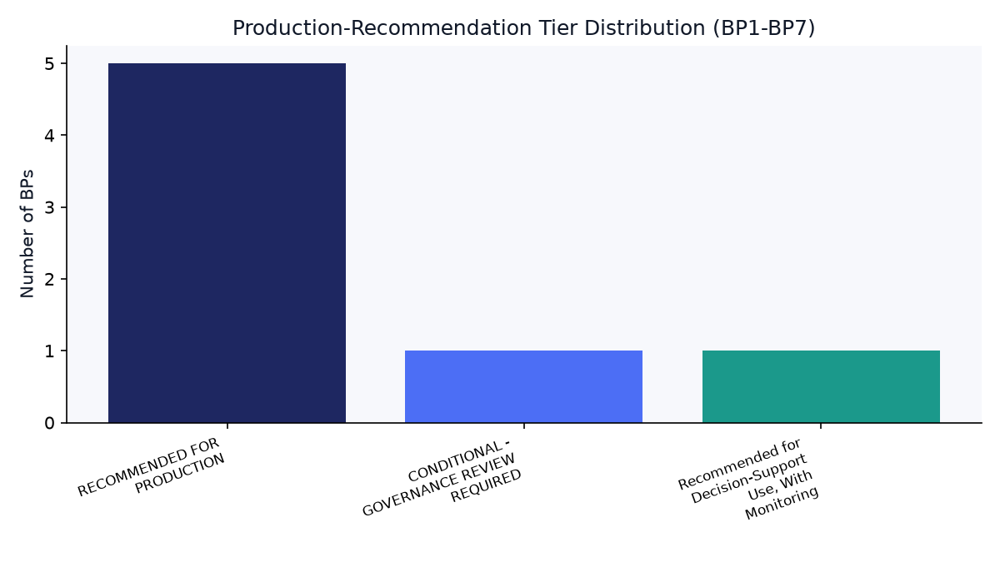 Production-Recommendation Tier Distribution (BP1-BP7)
Number of BPs
5
4
3
2
1
0
RECOMMENDED FOR
PRODUCTION
CONDITIONAL -
GOVERNANCE REVIEW
REQUIRED
Recommended for
Decision-Support
Use, With
Monitoring